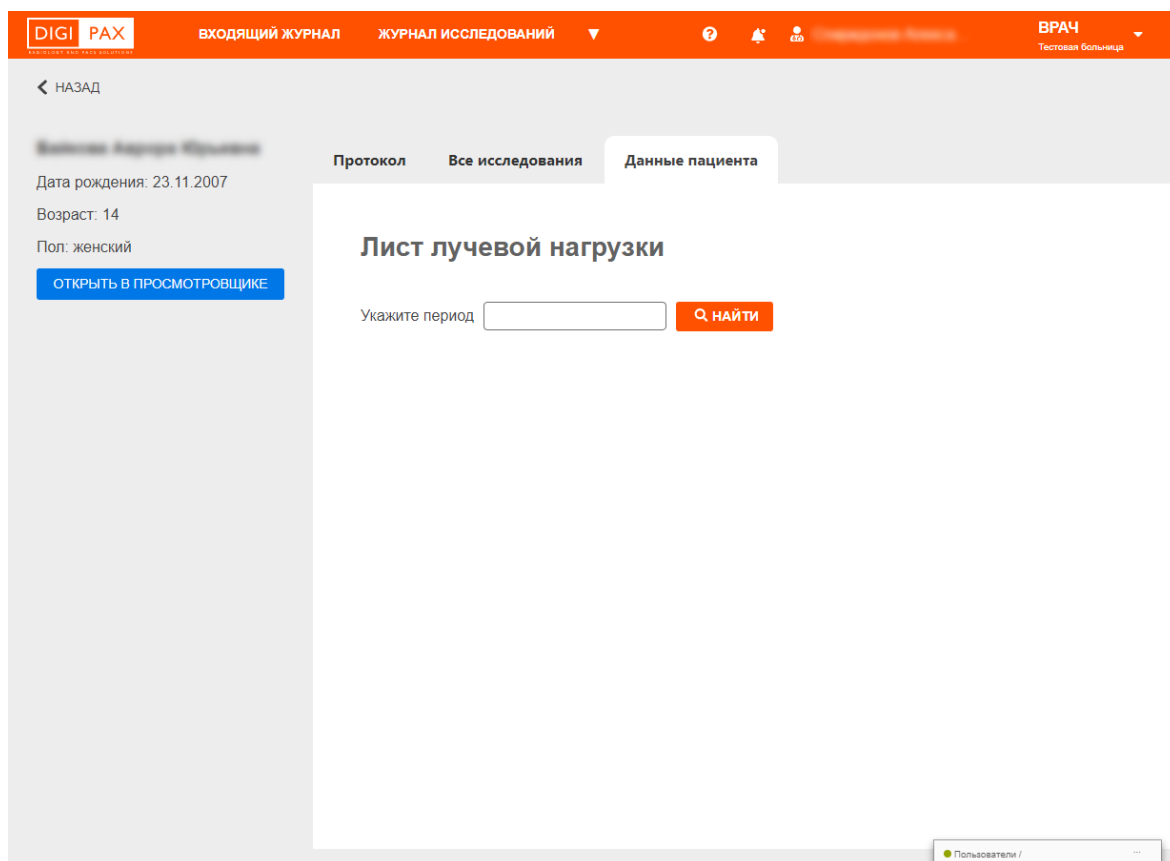 DIGI PAX
RADIOLOGY AND PACS SOLUTIONS
ВХОДЯЩИЙ ЖУРНАЛ
ЖУРНАЛ ИССЛЕДОВАНИЙ
ВРАЧ
Тестовая больница
НАЗАД
Дата рождения: 23.11.2007
Возраст: 14
Пол: женский
ОТКРЫТЬ В ПРОСМОТРОВЩИКЕ
Протокол
Все исследования
Данные пациента
Лист лучевой нагрузки
Укажите период
НАЙТИ
Пользователи /